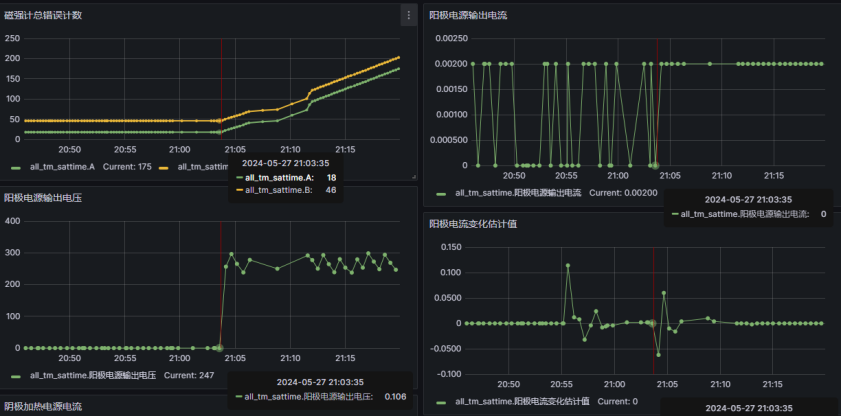 磁强计总错误计数
250
200
150
100
50
0
20:50 20:55 21:00 21:05 21:10 21:15
all_tm_sattime.A Current: 175 all_tm_sattim
2024-05-27 21:03:35
all_tm_sattime.A: 18
all_tm_sattime.B: 46
阳极电源输出电压
400
300
200
100
0
20:50 20:55 21:00 21:05 21:10 21:15
all_tm_sattime.阳极电源输出电压 Current: 247
2024-05-27 21:03:35
all_tm_sattime.阳极电源输出电压: 0.106
阴极加热电源电流
阳极电源输出电流
0.00250
0.00200
0.00150
0.00100
0.000500
0
20:50 20:55 21:00 21:05 21:10 21:15
all_tm_sattime.阳极电源输出电流 Current: 0.00200
2024-05-27 21:03:35
all_tm_sattime.阳极电源输出电流: 0
阳极电流变化估计值
0.150
0.100
0.0500
0
-0.0500
-0.100
20:50 20:55 21:00 21:05 21:10 21:15
all_tm_sattime.阳极电流变化估计值 Current: 0
2024-05-27 21:03:35